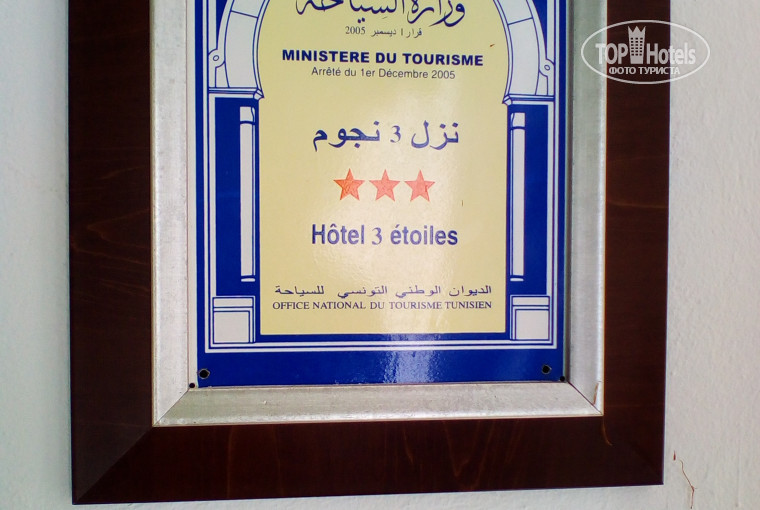 وزارة السياحة
قرار 1 ديسمبر 2005
MINISTERE DU TOURISME
Arrêté du 1er Décembre 2005
نزل 3 نجوم
Hôtel 3 étoiles
الديوان الوطني التونسي للسياحة
OFFICE NATIONAL DU TOURISME TUNISIEN
TOP Hotels
ФОТО ТУРИСТА